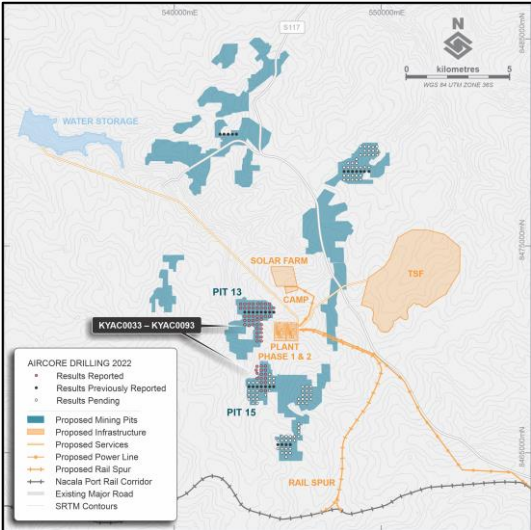 540000mE
550000mE
S117
N
6485000mN
0 kilometres 5
WGS 84 UTM ZONE 36S
WATER STORAGE
8475000mN
SOLAR FARM
TSF
CAMP
PIT 13
KYAC0033 – KYAC0093
PLANT
PHASE 1 & 2
AIRCORE DRILLING 2022
Results Reported
Results Previously Reported
Results Pending
Proposed Mining Pits
Proposed Infrastructure
Proposed Services
Proposed Power Line
Proposed Rail Spur
Nacala Port Rail Corridor
Existing Major Road
SRTM Contours
PIT 15
8465000mN
RAIL SPUR